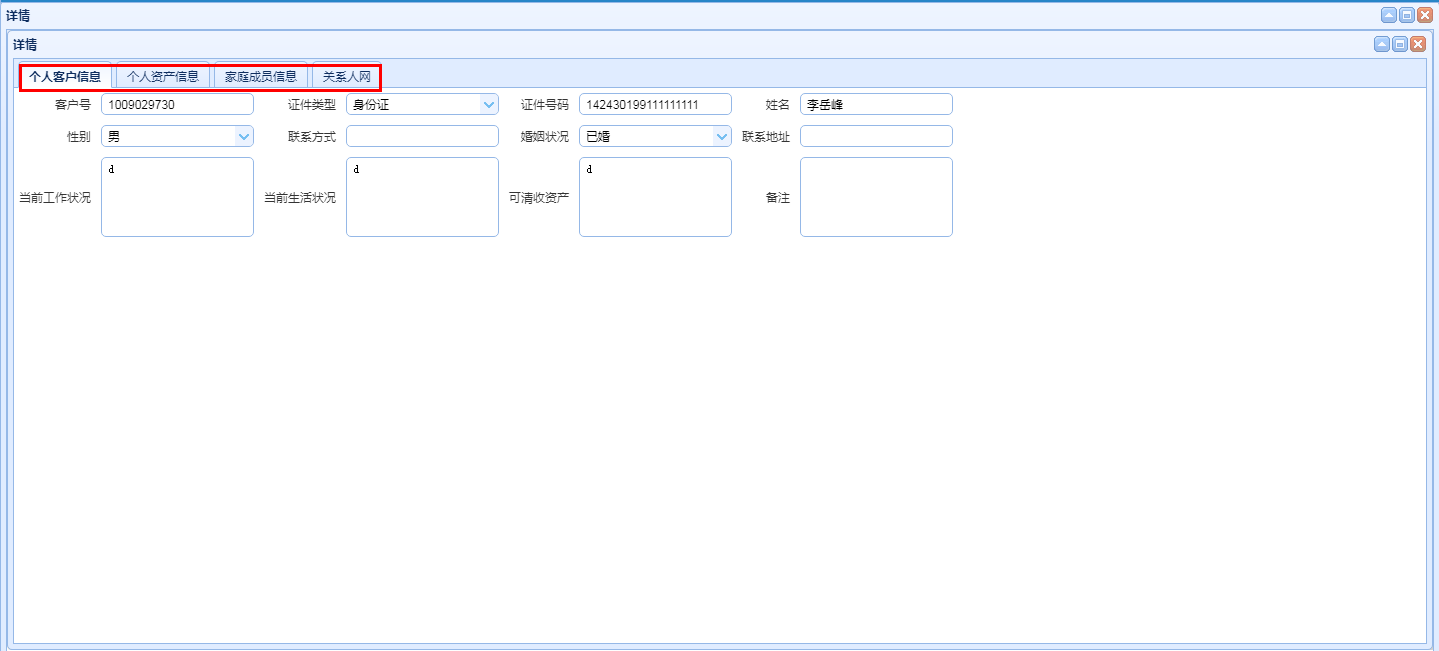 详情
详情
个人客户信息 个人资产信息 家庭成员信息 关系人网
客户号 1009029730 证件类型 身份证 证件号码 142430199111111111 姓名 李岳峰
性别 男 联系方式 婚姻状况 已婚 联系地址
当前工作状况 d 当前生活状况 d 可清收资产 d 备注